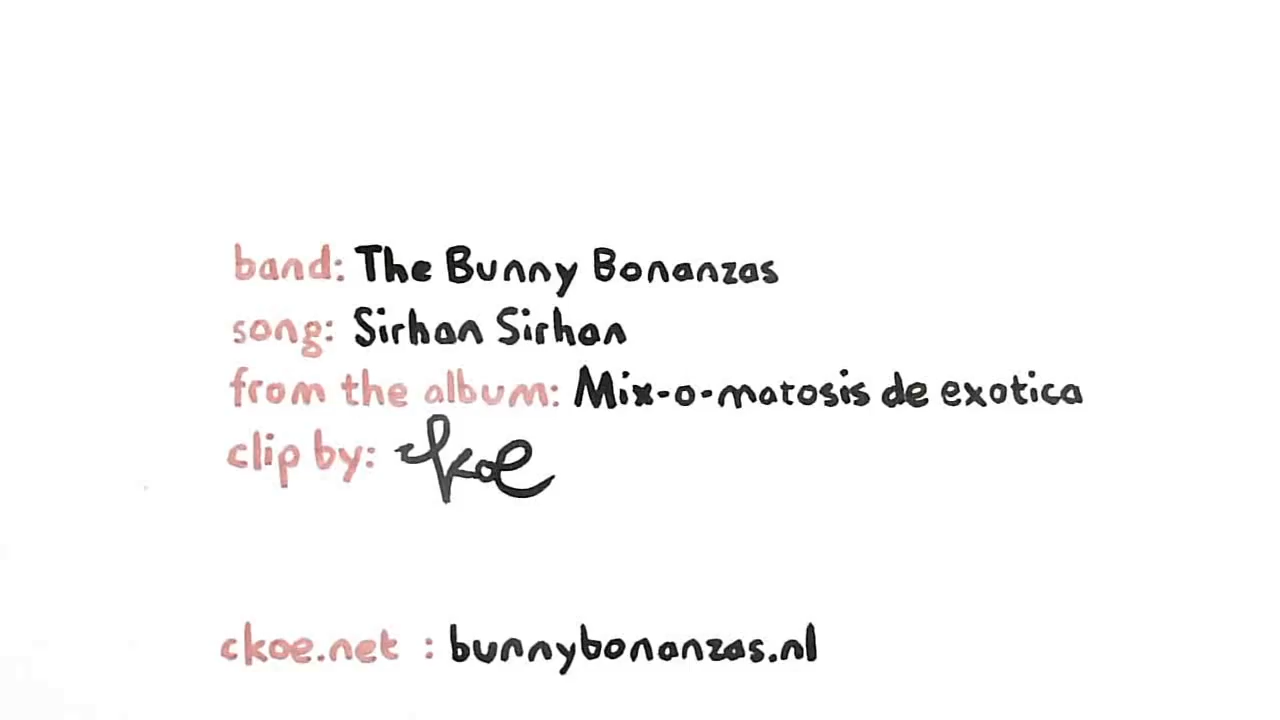 band: The Bunny Bonanzas
song: Sirhan Sirhan
from the album: Mix-o-matosis de exotica
clip by: ckoe
ckoe.net : bunnybonanzas.nl